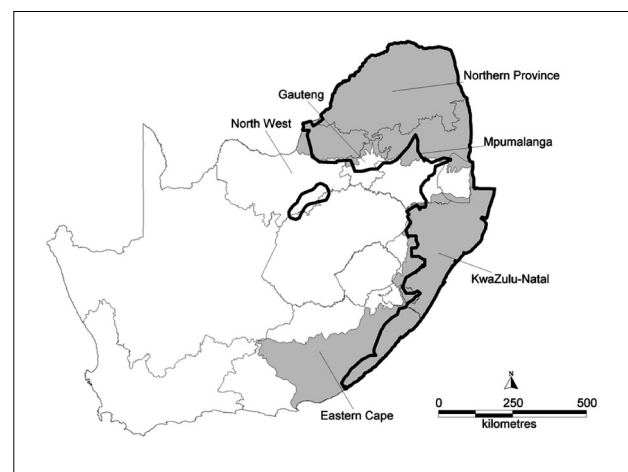 Northern Province
Gauteng
North West
Mpumalanga
KwaZulu-Natal
Eastern Cape
N
0 250 500
kilometres